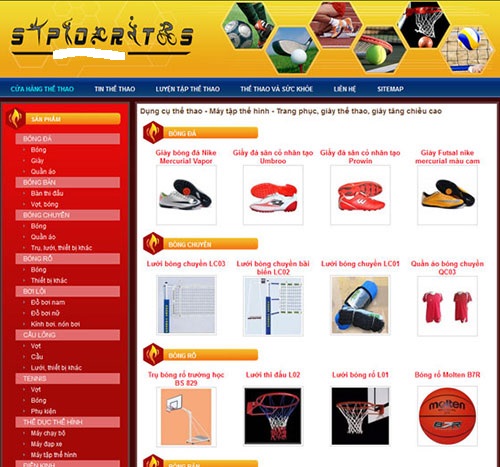 CỬA HÀNG THỂ THAO TIN THỂ THAO LUYỆN TẬP THỂ THAO THỂ THAO VÀ SỨC KHỎE LIÊN HỆ SITEMAP
SẢN PHẨM
BÓNG ĐÁ
Bóng
Giày
Quần áo
BÓNG BÀN
Bàn thi đấu
Vợt, bóng
BÓNG CHUYỀN
Bóng
Quần áo
Trụ, lưới, thiết bị khác
BÓNG RỔ
Bóng
Thiết bị khác
BƠI LỘI
Đồ bơi nam
Đồ bơi nữ
Kính bơi, nón bơi
CẦU LÔNG
Vợt
Cầu
Lưới, thiết bị khác
TENNIS
Vợt
Bóng
Phụ kiện
THỂ DỤC THỂ HÌNH
Máy chạy bộ
Máy đạp xe
Máy tập thể hình
ĐIỀN KINH
Dụng cụ thể thao - Máy tập thể hình - Trang phục, giày thể thao, giày tăng chiều cao
BÓNG ĐÁ
Giày bóng đá Nike
Mercurial Vapor
Giầy đá sân cỏ nhân tạo
Umbroo
Giầy đá sân cỏ nhân tạo
Prowin
Giày Futsal nike
mercurial màu cam
BÓNG CHUYỀN
Lưới bóng chuyền LC03
Lưới bóng chuyền bãi
biển LC02
Lưới bóng chuyền LC01
Quần áo bóng chuyền
QC03
BÓNG RỔ
Trụ bóng rổ trường học
BS 829
Lưới thi đấu L02
Lưới bóng rổ L01
Bóng rổ Molten B7R
molten
B7R
BÓNG BÀN